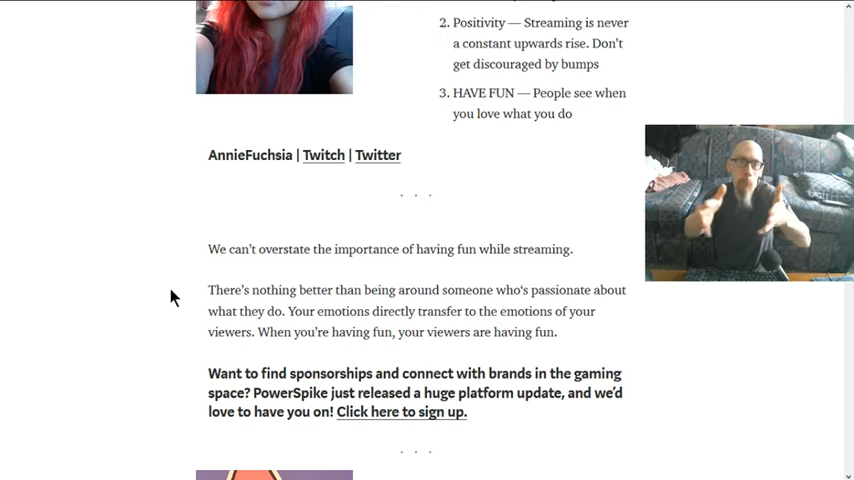 2. Positivity — Streaming is never
a constant upwards rise. Don't
get discouraged by bumps
3. HAVE FUN — People see when
you love what you do
AnnieFuchsia | Twitch | Twitter
. . .
We can't overstate the importance of having fun while streaming.
There's nothing better than being around someone who's passionate about
what they do. Your emotions directly transfer to the emotions of your
viewers. When you're having fun, your viewers are having fun.
Want to find sponsorships and connect with brands in the gaming
space? PowerSpike just released a huge platform update, and we'd
love to have you on! Click here to sign up.
. . .